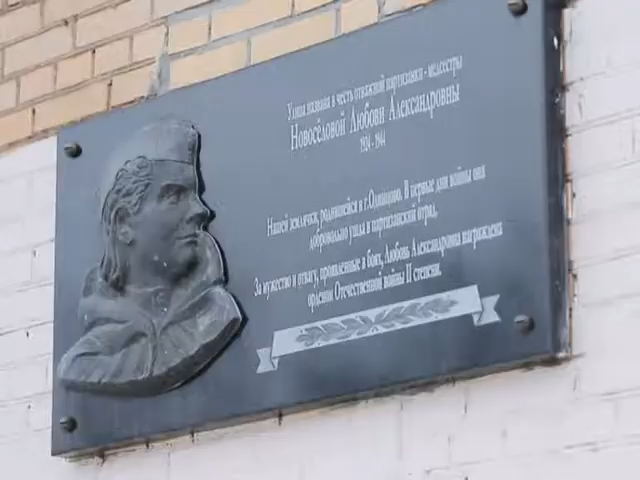 Улица названа в честь отважной партизанки - медсестры
Новосёловой Любови Александровны
1924 - 1944
Нашей землячки, родившейся в г.Одинцово. В первые дни войны она
добровольно ушла в партизанский отряд.
За мужество и отвагу, проявленные в боях, Любовь Александровна награждена
орденом Отечественной войны II степени.